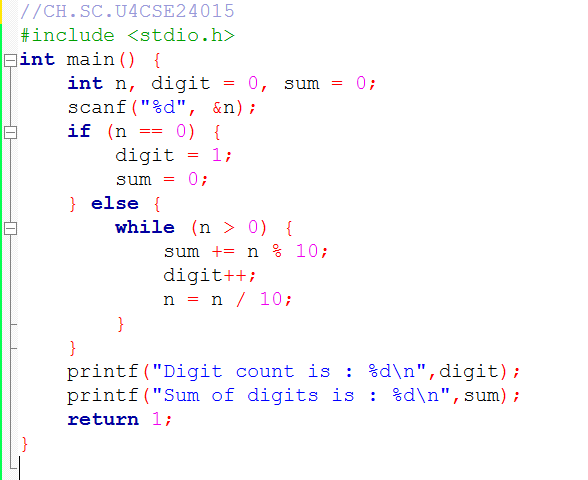 //CH.SC.U4CSE24015
#include <stdio.h>
int main() {
    int n, digit = 0, sum = 0;
    scanf("%d", &n);
    if (n == 0) {
        digit = 1;
        sum = 0;
    } else {
        while (n > 0) {
            sum += n % 10;
            digit++;
            n = n / 10;
        }
    }
    printf("Digit count is : %d\n",digit);
    printf("Sum of digits is : %d\n",sum);
    return 1;
}